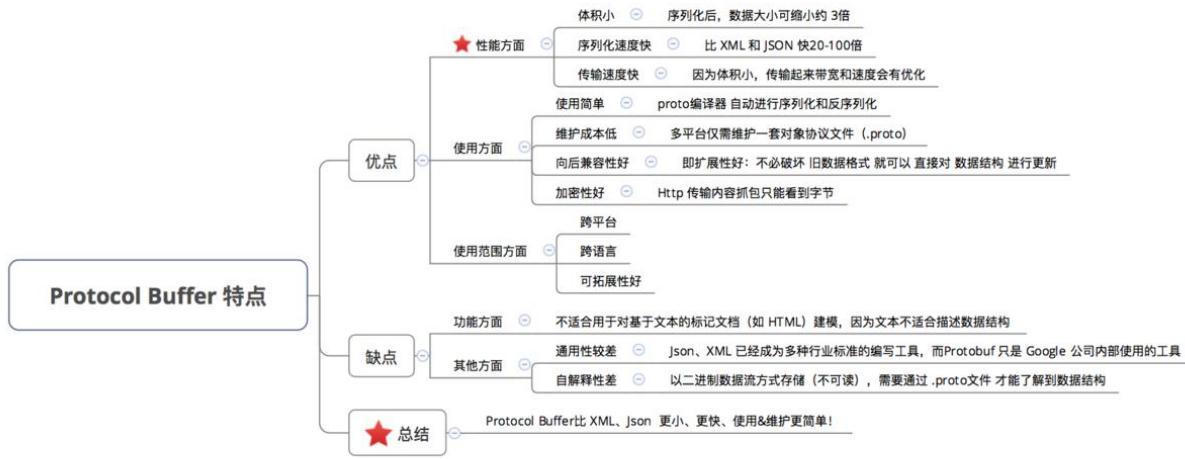 Protocol Buffer 特点
优点
性能方面
体积小 序列化后，数据大小可缩小约 3倍
序列化速度快 比 XML 和 JSON 快20-100倍
传输速度快 因为体积小，传输起来带宽和速度会有优化
使用方面
使用简单 proto编译器 自动进行序列化和反序列化
维护成本低 多平台仅需维护一套对象协议文件（.proto）
向后兼容性好 即扩展性好：不必破坏 旧数据格式 就可以 直接对 数据结构 进行更新
加密性好 Http 传输内容抓包只能看到字节
使用范围方面
跨平台
跨语言
可拓展性好
缺点
功能方面 不适合用于对基于文本的标记文档（如 HTML）建模，因为文本不适合描述数据结构
其他方面
通用性较差 Json、XML 已经成为多种行业标准的编写工具，而Protobuf 只是 Google 公司内部使用的工具
自解释性差 以二进制数据流方式存储（不可读），需要通过 .proto文件 才能了解到数据结构
总结 Protocol Buffer比 XML、Json 更小、更快、使用&维护更简单！